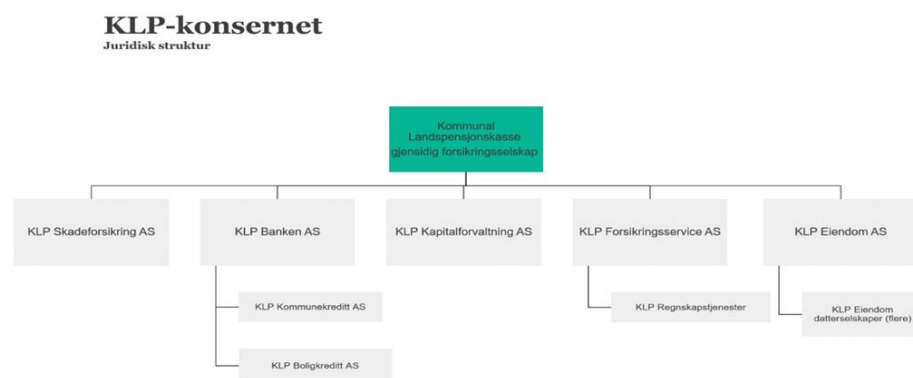 KLP-konsernet
Juridisk struktur
Kommunal
Landspensjonskasse
gjensidig forsikringsselskap
KLP Skadeforsikring AS
KLP Banken AS
KLP Kapitalforvaltning AS
KLP Forsikringsservice AS
KLP Eiendom AS
KLP Kommunekreditt AS
KLP Regnskapstjenester
KLP Eiendom
datterselskaper (flere)
KLP Boligkreditt AS